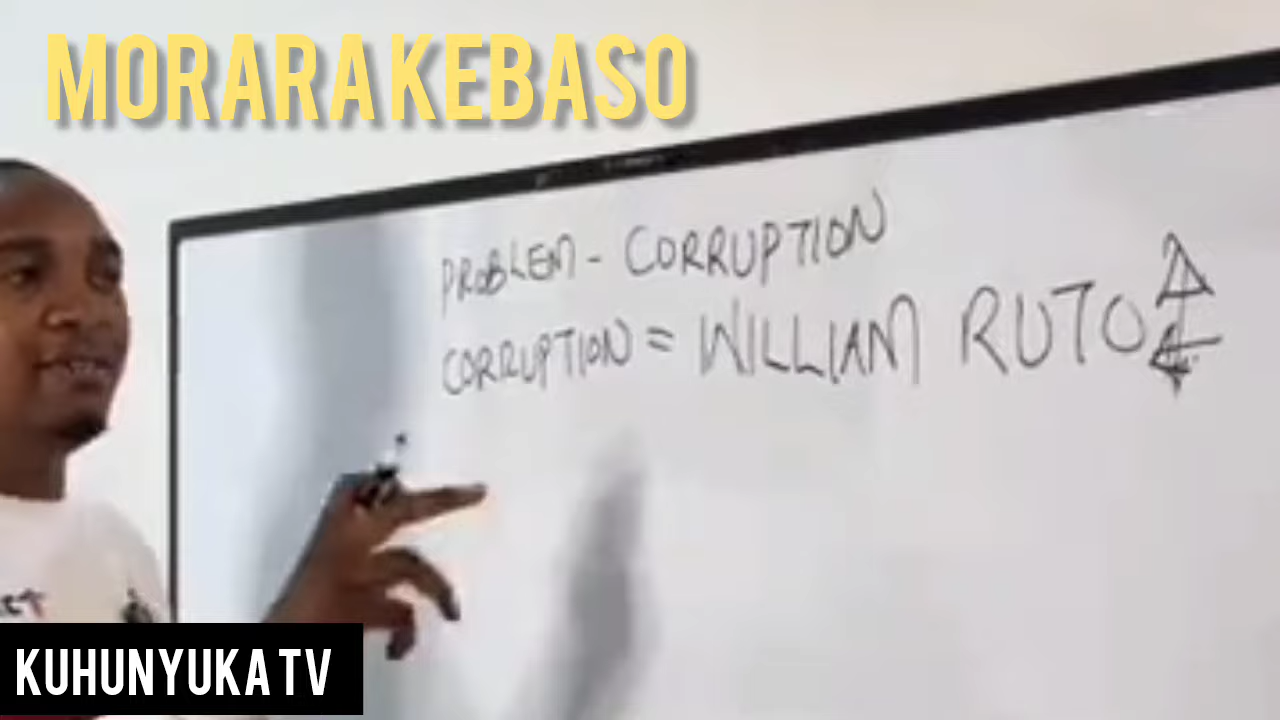 MORARA KEBASO
PROBLEM - CORRUPTION
CORRUPTION = WILLIAM RUTO
KUHUNYUKA TV